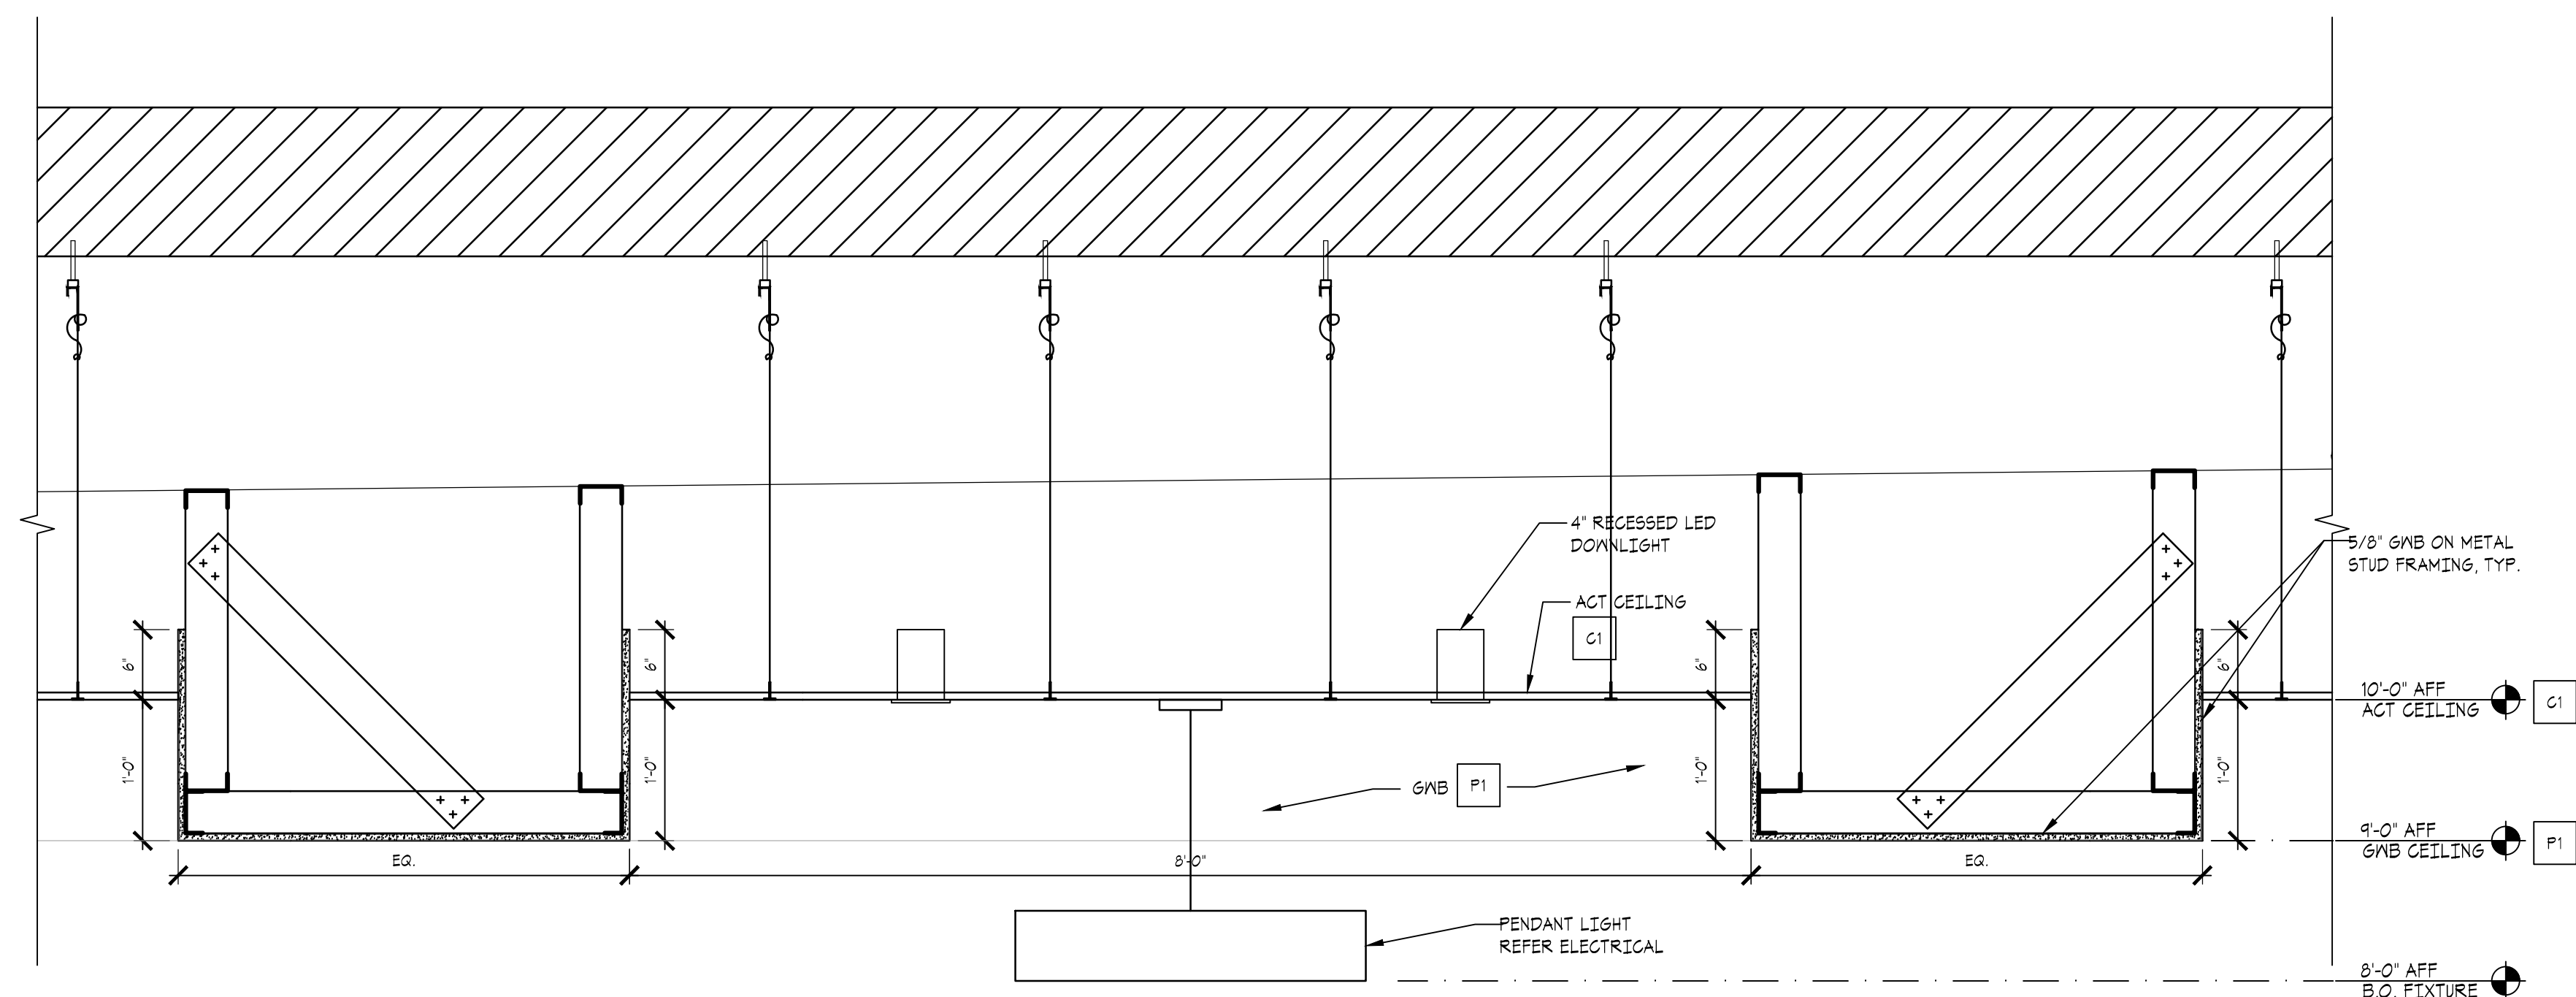 4" RECESSED LED
DOWNLIGHT
5/8" GWB ON METAL
STUD FRAMING, TYP.
ACT CEILING
C1
6"
6"
6"
6"
10'-0" AFF
ACT CEILING
C1
1'-0"
1'-0"
GWB P1
1'-0"
1'-0"
9'-0" AFF
GWB CEILING
P1
EQ.
8'-0"
EQ.
PENDANT LIGHT
REFER ELECTRICAL
8'-0" AFF
B.O. FIXTURE